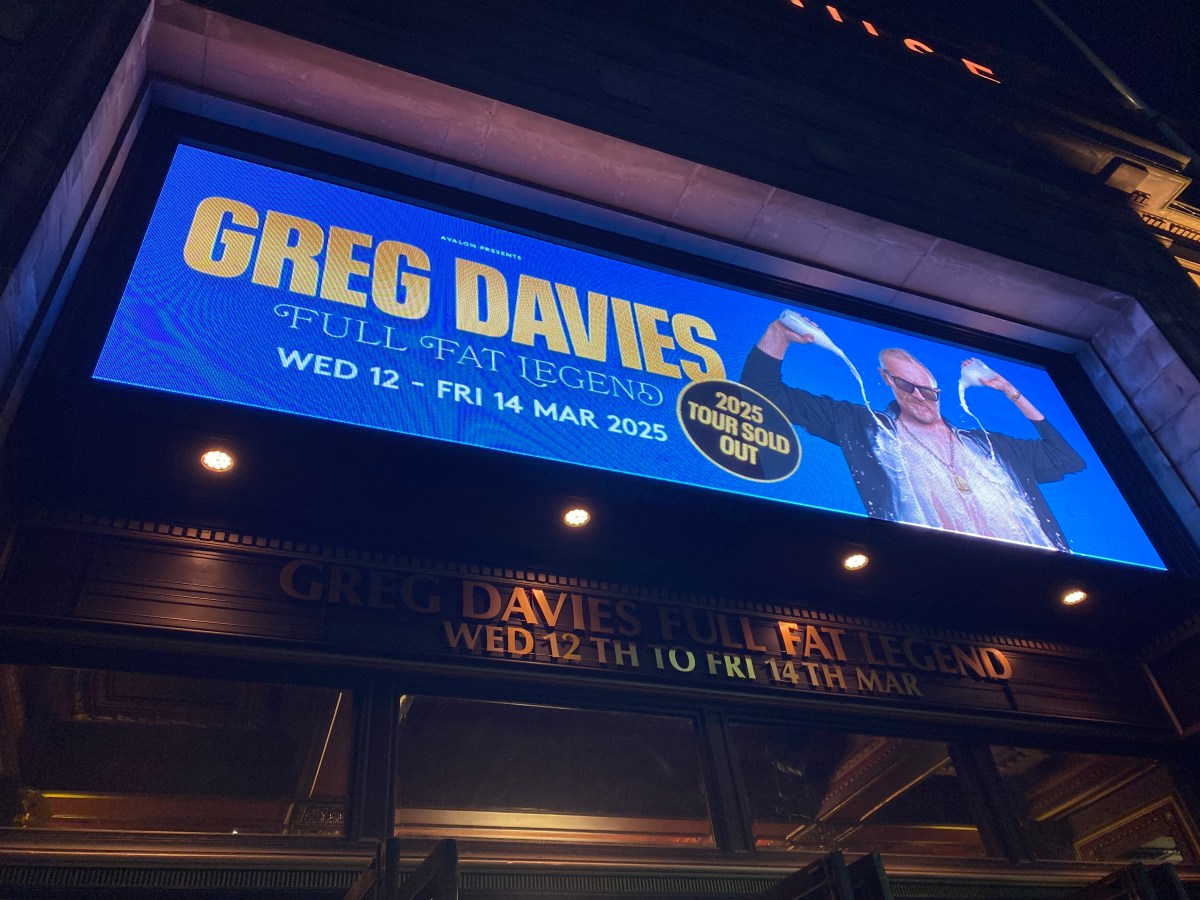 AVALON PRESENTS
GREG DAVIES
FULL FAT LEGEND
WED 12 - FRI 14 MAR 2025
2025
TOUR SOLD
OUT
GREG DAVIES FULL FAT LEGEND
WED 12 TH TO FRI 14TH MAR